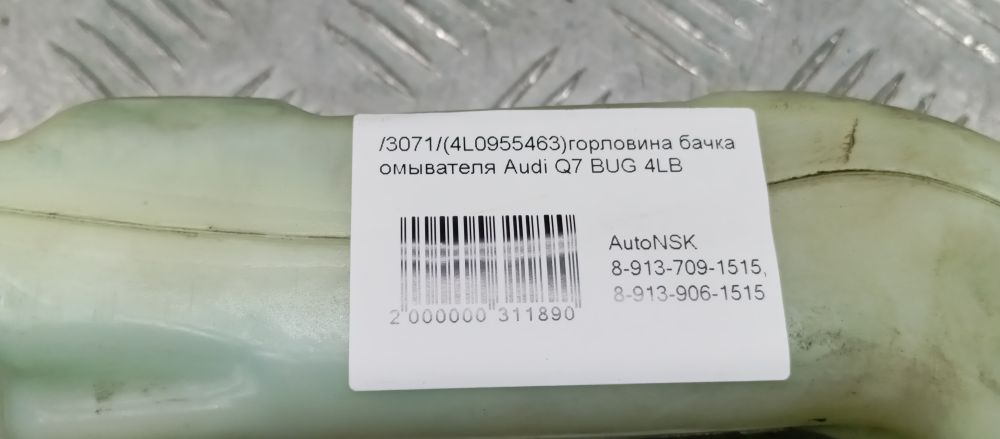 /3071/(4L0955463)горловина бачка
омывателя Audi Q7 BUG 4LB
AutoNSK
8-913-709-1515,
8-913-906-1515
2 000000 311890